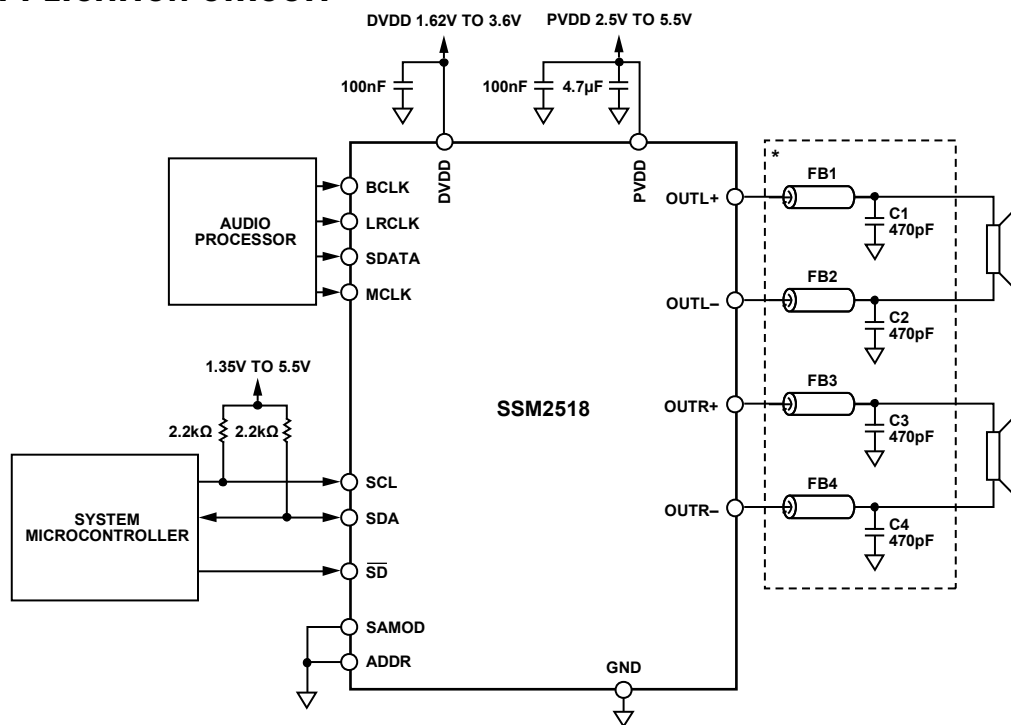 DVDD 1.62V TO 3.6V
PVDD 2.5V TO 5.5V
100nF
100nF
4.7µF
DVDD
PVDD
*
AUDIO
PROCESSOR
BCLK
LRCLK
SDATA
MCLK
OUTL+
FB1
C1
470pF
OUTL–
FB2
C2
470pF
1.35V TO 5.5V
2.2kΩ
2.2kΩ
SSM2518
OUTR+
FB3
C3
470pF
SYSTEM
MICROCONTROLLER
SCL
SDA
SD
OUTR–
FB4
C4
470pF
SAMOD
ADDR
GND